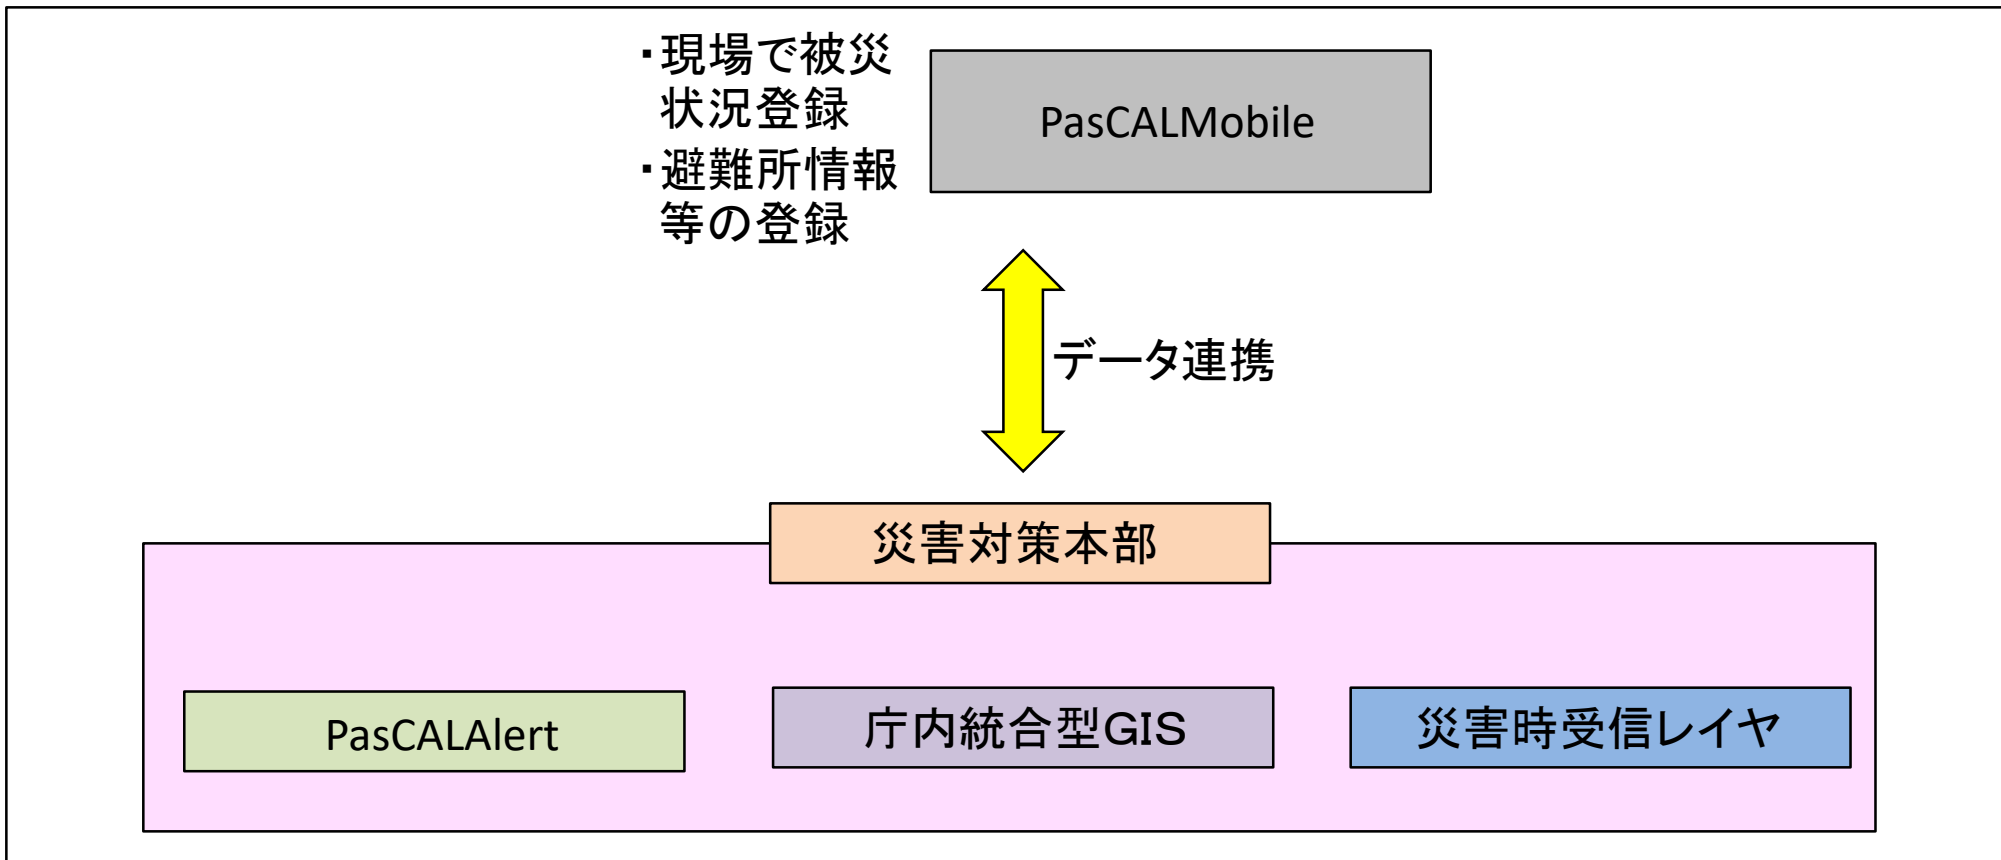 ・現場で被災
状況登録
・避難所情報
等の登録
PasCALMobile
データ連携
災害対策本部
PasCALAlert
庁内統合型GIS
災害時受信レイヤ